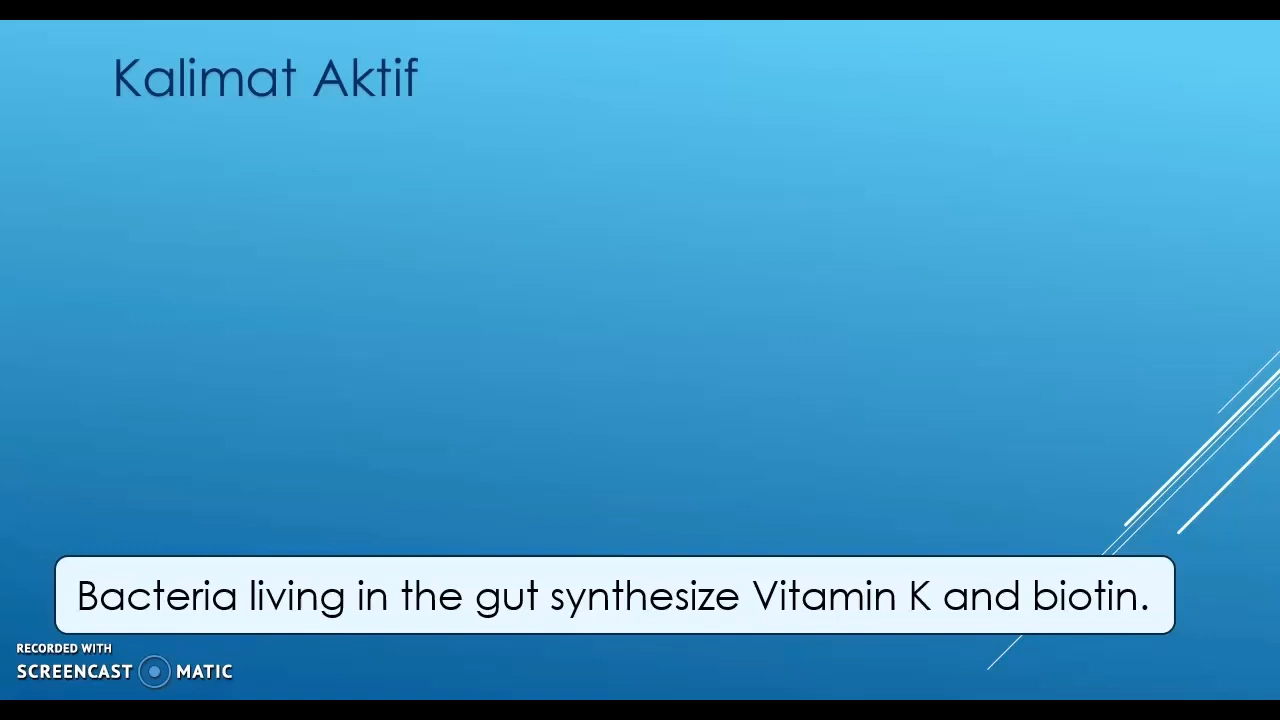 Kalimat Aktif
Bacteria living in the gut synthesize Vitamin K and biotin.
RECORDED WITH
SCREENCAST MATIC